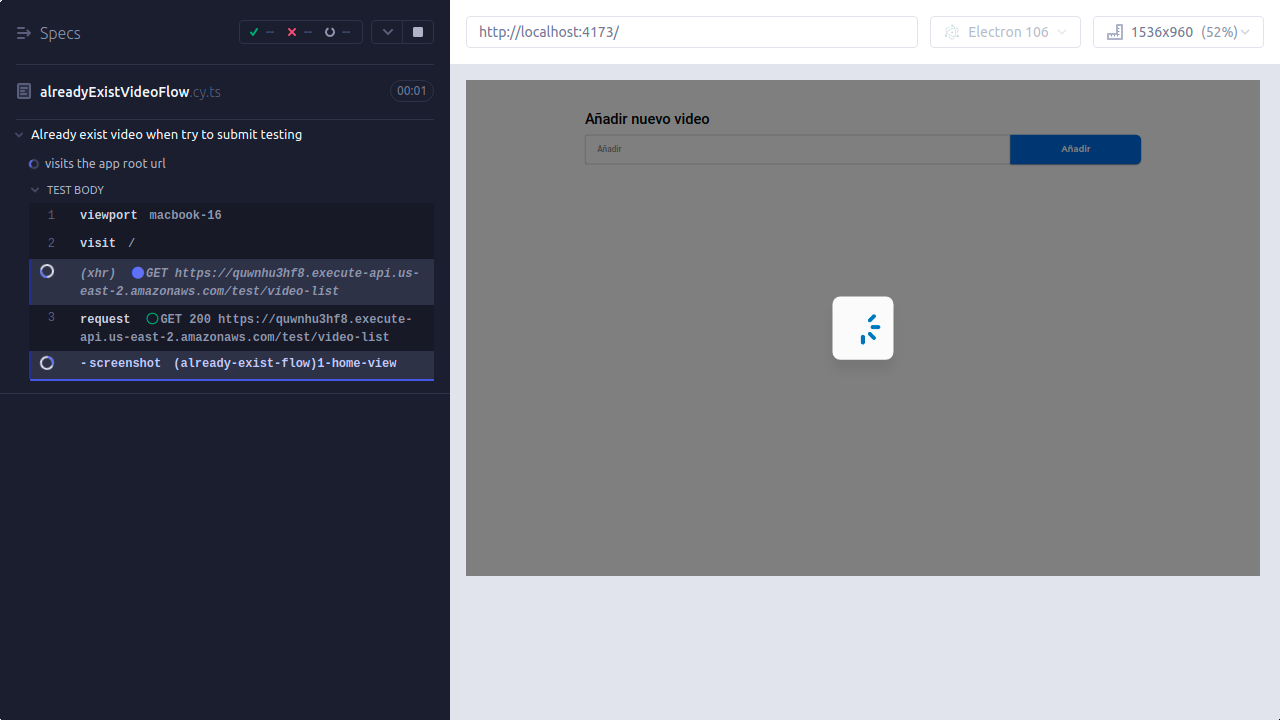 Specs
--
--
--
http://localhost:4173/
Electron 106
1536x960 (52%)
alreadyExistVideoFlow.cy.ts
00:01
Already exist video when try to submit testing
visits the app root url
TEST BODY
1 viewport macbook-16
2 visit /
(xhr) GET https://quwnhu3hf8.execute-api.us-
east-2.amazonaws.com/test/video-list
3 request GET 200 https://quwnhu3hf8.execute-
api.us-east-2.amazonaws.com/test/video-list
-screenshot (already-exist-flow)1-home-view
Añadir nuevo video
Añadir
Añadir